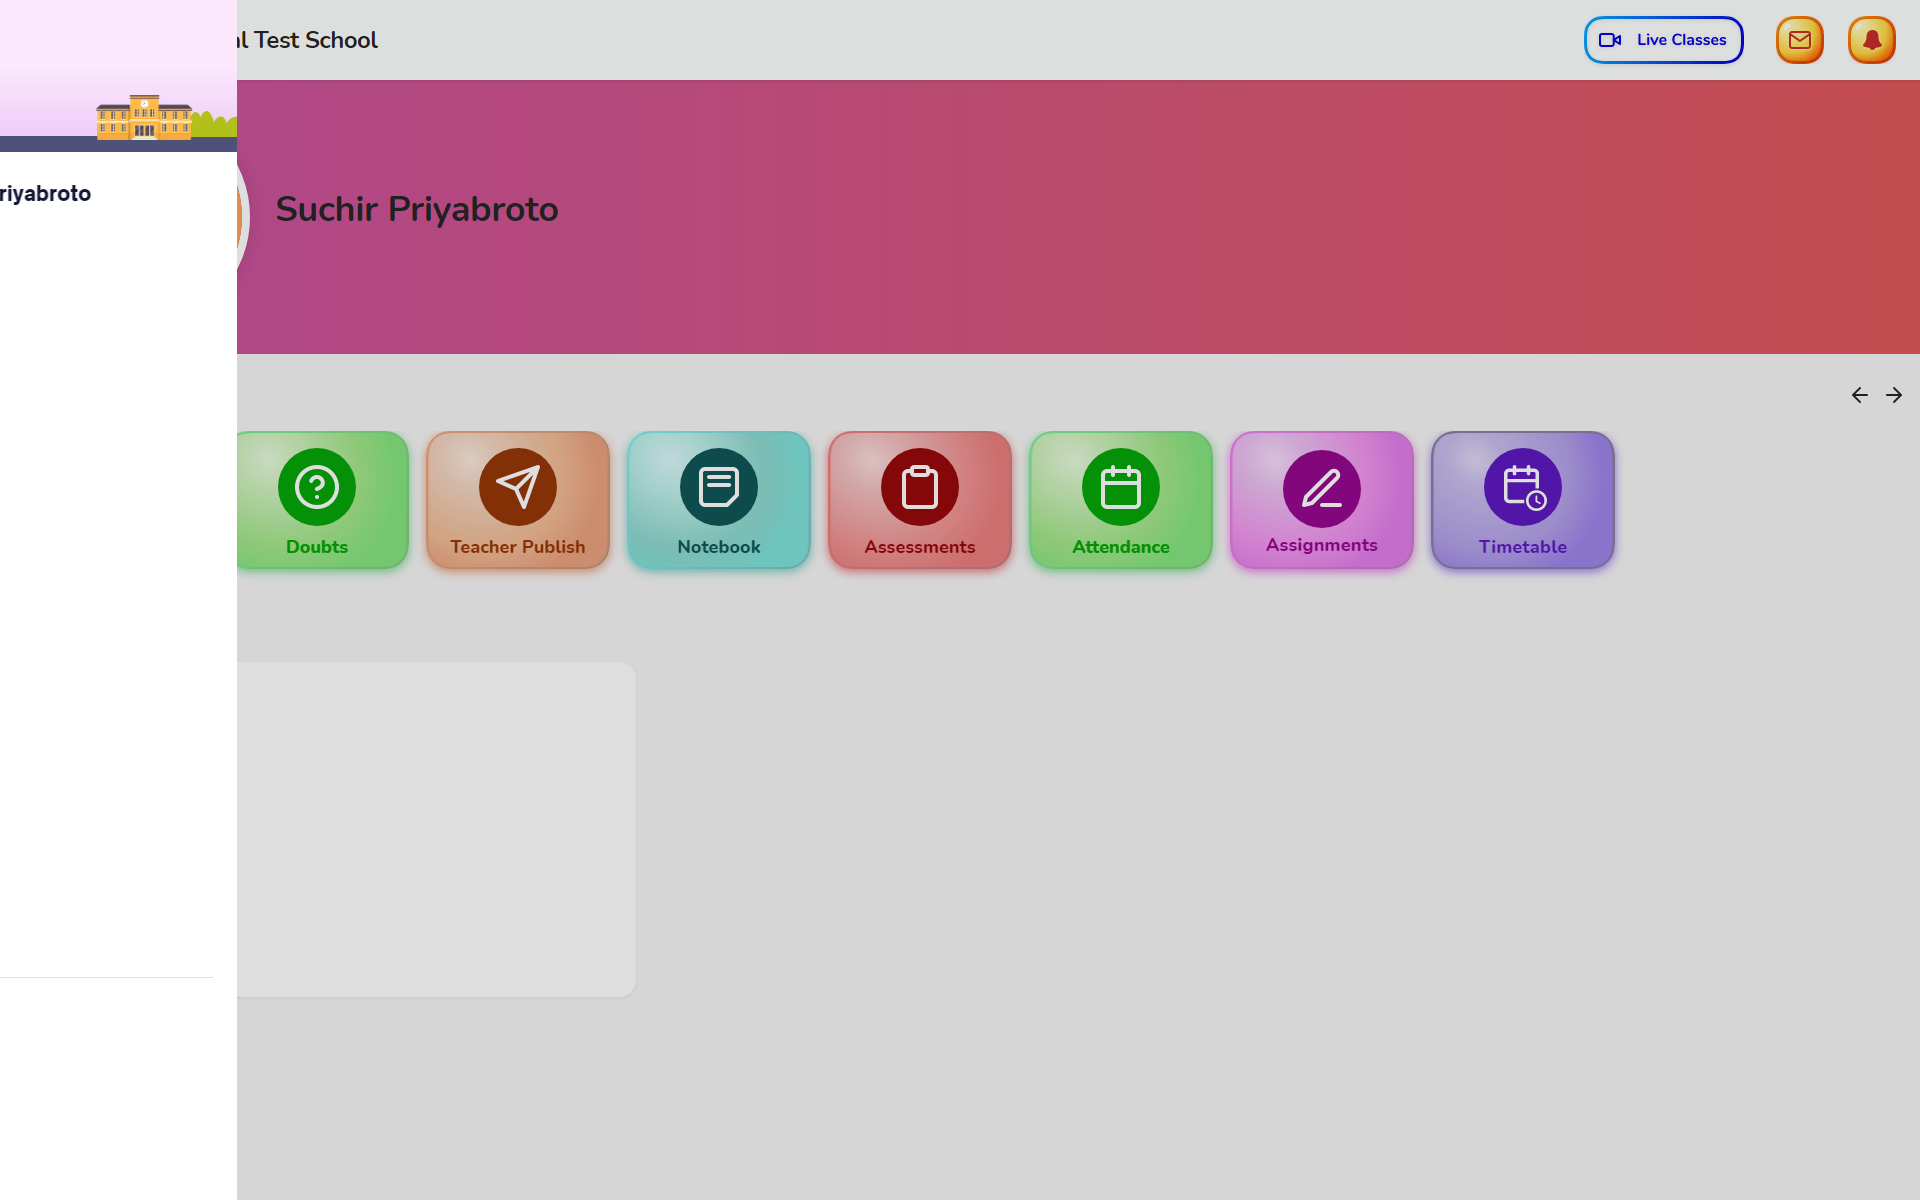 Test School
Live Classes
riyabroto
Suchir Priyabroto
Doubts
Teacher Publish
Notebook
Assessments
Attendance
Assignments
Timetable